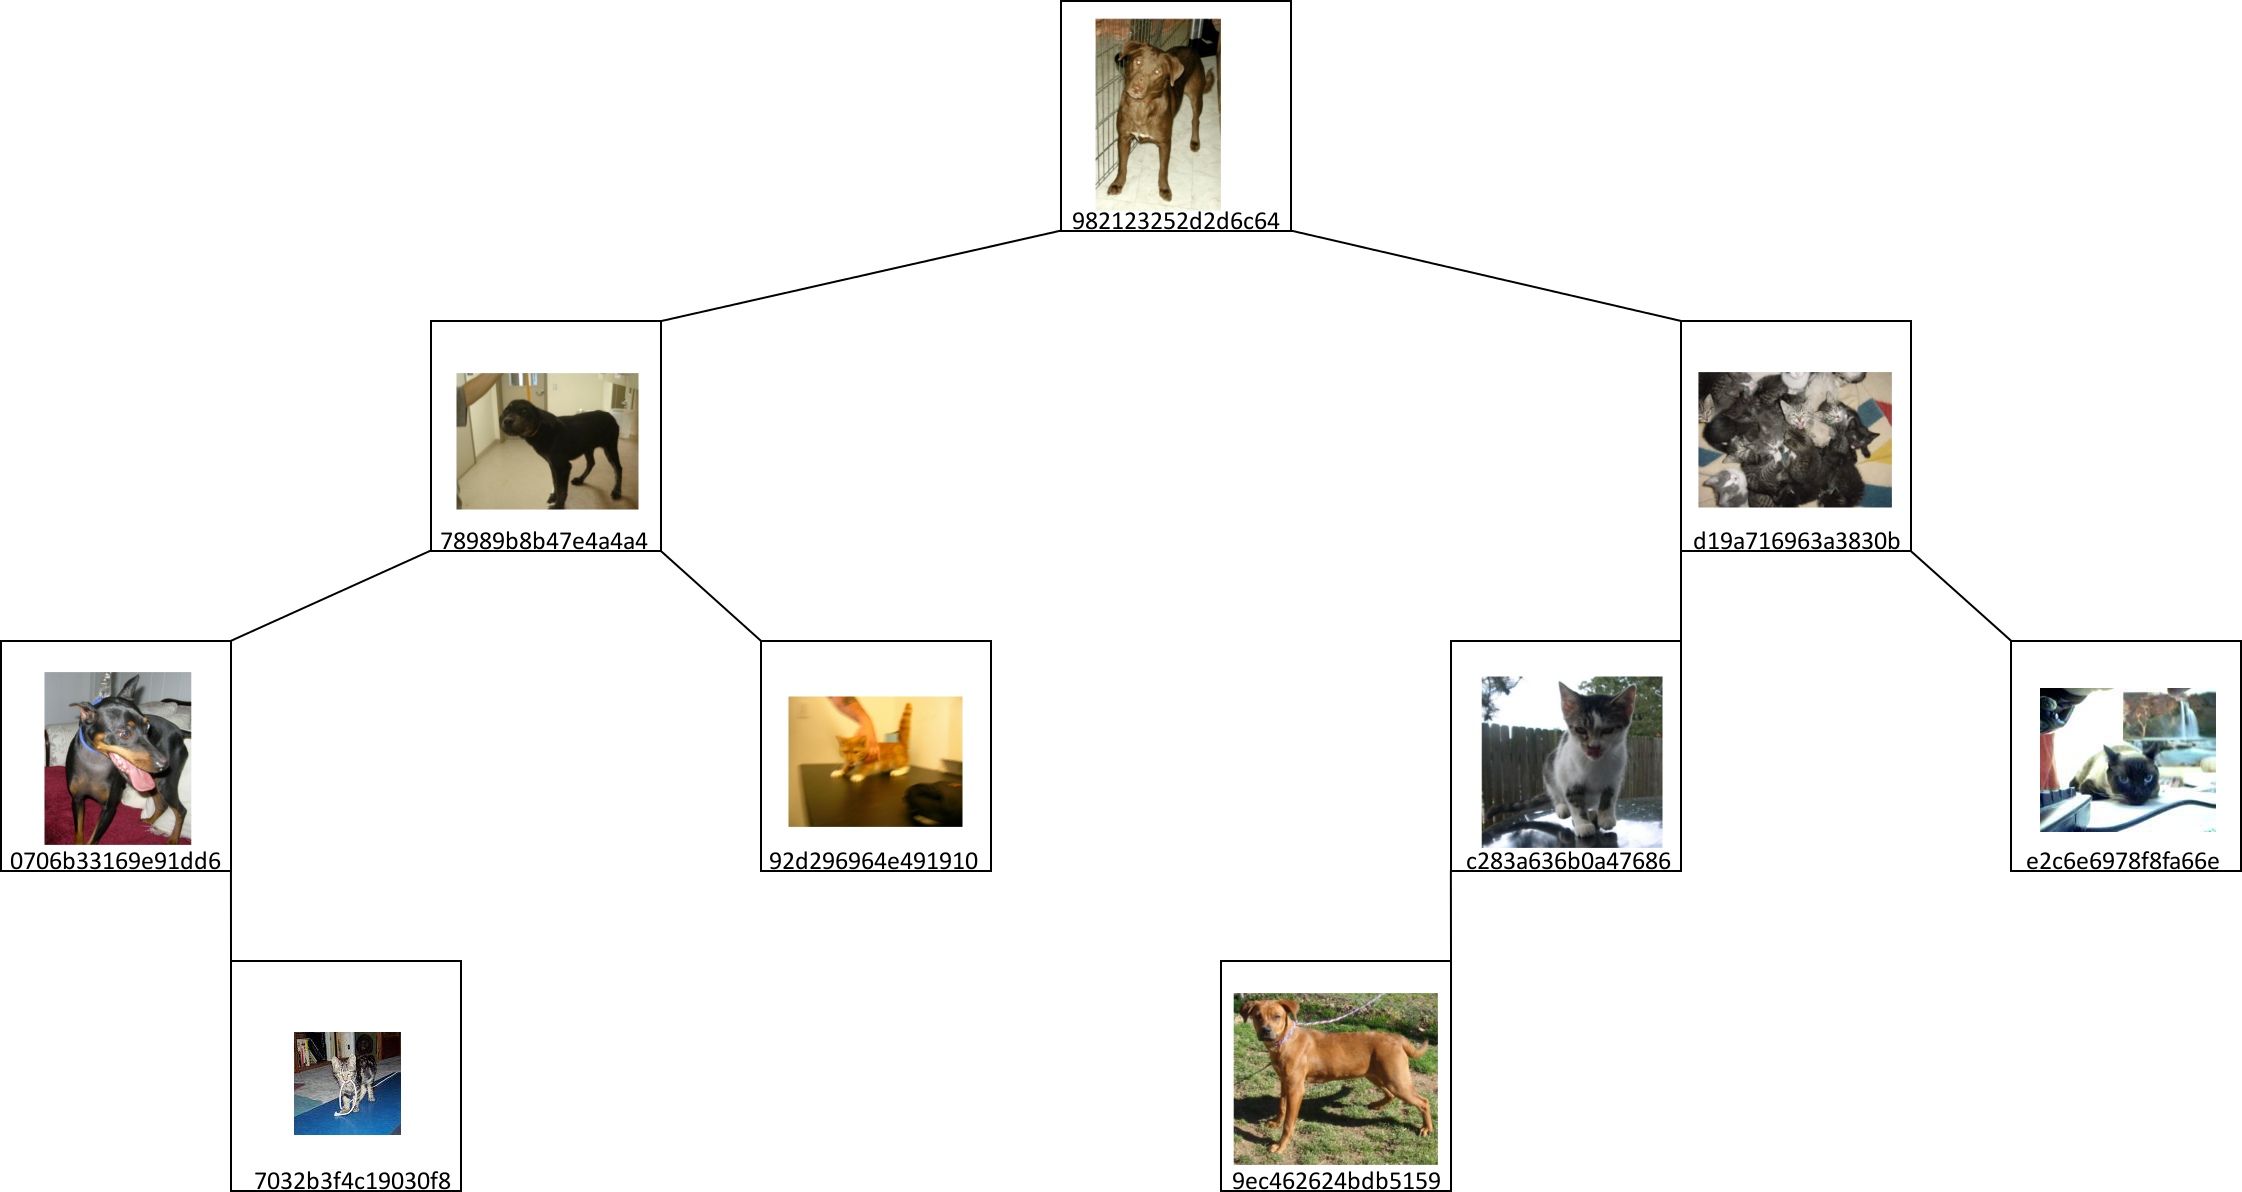 982123252d2d6c64
78989b8b47e4a4a4
d19a716963a3830b
0706b33169e91dd6
92d296964e491910
c283a636b0a47686
e2c6e6978f8fa66e
7032b3f4c19030f8
9ec462624bdb5159